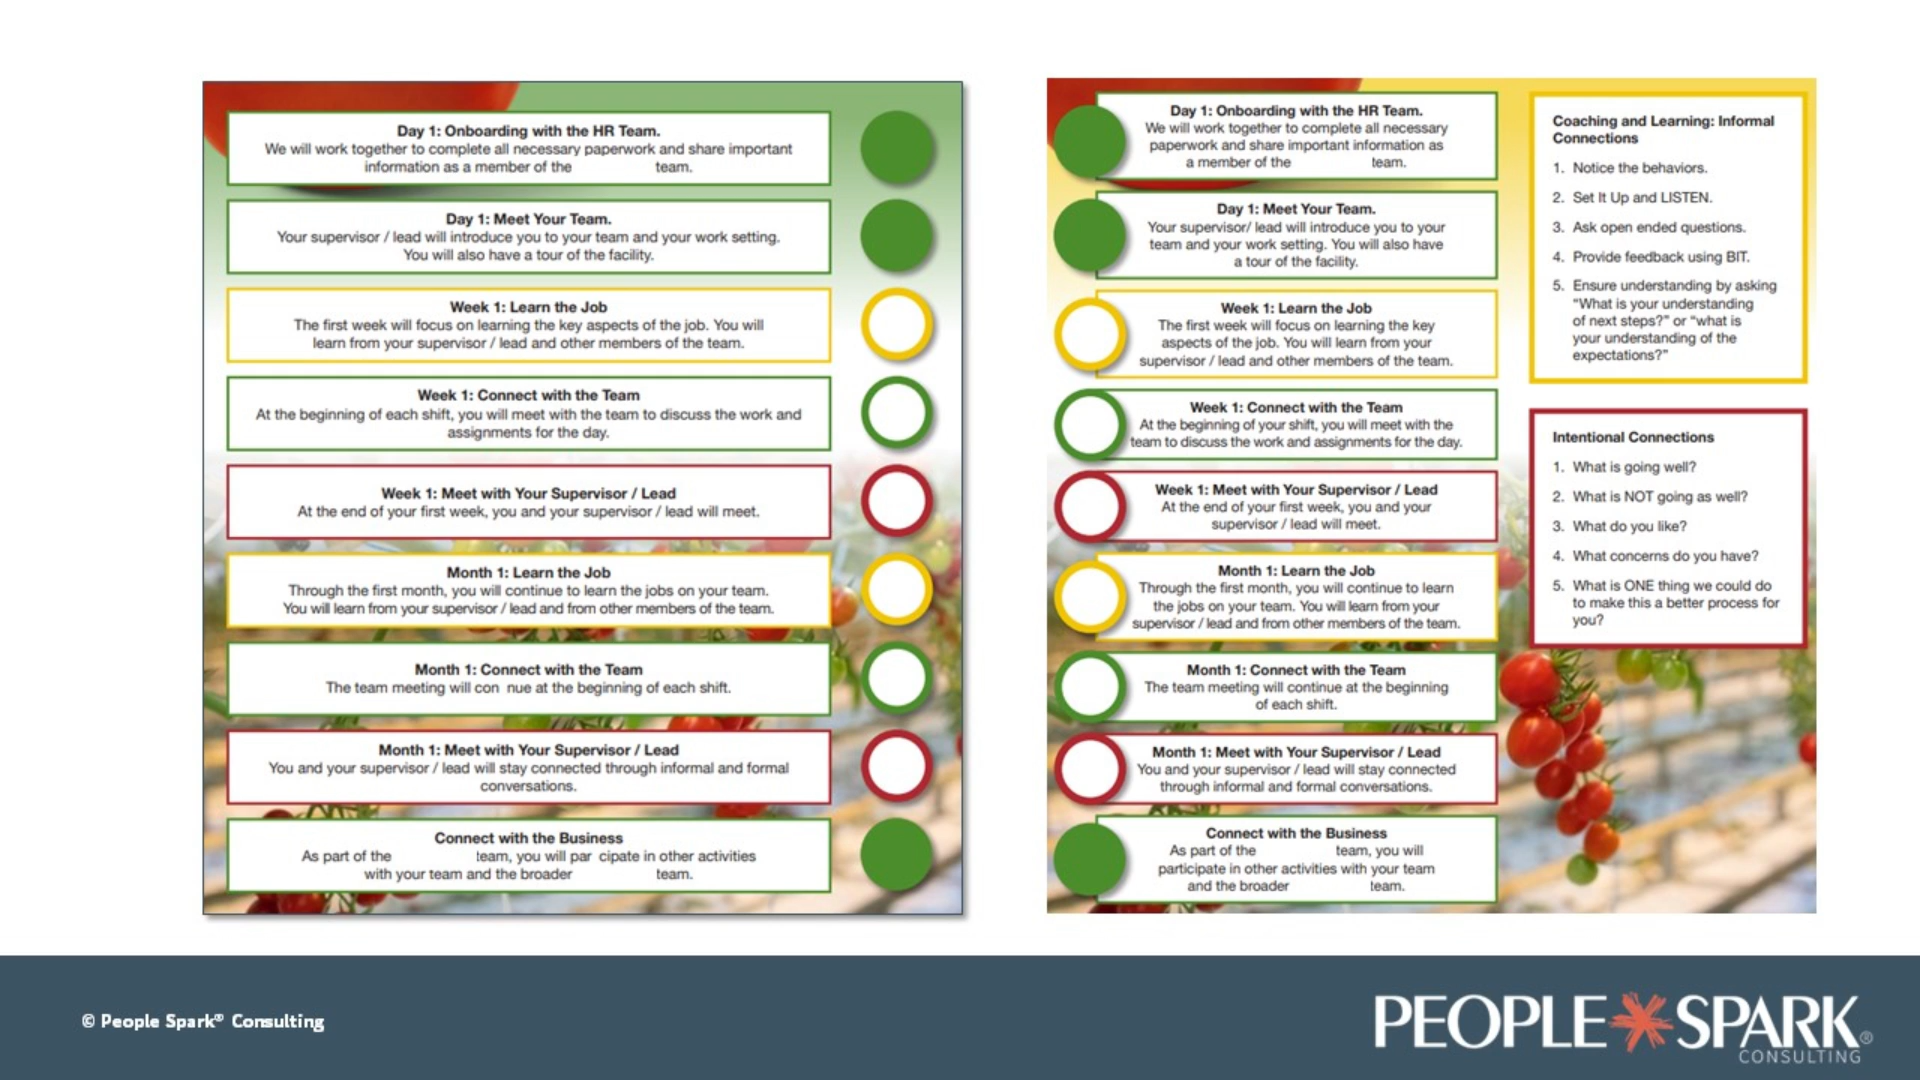 Day 1: Onboarding with the HR Team.
We will work together to complete all necessary paperwork and share important
information as a member of the team.
Day 1: Meet Your Team.
Your supervisor / lead will introduce you to your team and your work setting.
You will also have a tour of the facility.
Week 1: Learn the Job
The first week will focus on learning the key aspects of the job. You will
learn from your supervisor / lead and other members of the team.
Week 1: Connect with the Team
At the beginning of each shift, you will meet with the team to discuss the work and
assignments for the day.
Week 1: Meet with Your Supervisor / Lead
At the end of your first week, you and your supervisor / lead will meet.
Month 1: Learn the Job
Through the first month, you will continue to learn the jobs on your team.
You will learn from your supervisor / lead and from other members of the team.
Month 1: Connect with the Team
The team meeting will con nue at the beginning of each shift.
Month 1: Meet with Your Supervisor / Lead
You and your supervisor / lead will stay connected through informal and formal
conversations.
Connect with the Business
As part of the team, you will par cipate in other activities
with your team and the broader team.
Day 1: Onboarding with the HR Team.
We will work together to complete all necessary
paperwork and share important information as
a member of the team.
Day 1: Meet Your Team.
Your supervisor/ lead will introduce you to your
team and your work setting. You will also have
a tour of the facility.
Week 1: Learn the Job
The first week will focus on learning the key
aspects of the job. You will learn from your
supervisor / lead and other members of the team.
Week 1: Connect with the Team
At the beginning of your shift, you will meet with the
team to discuss the work and assignments for the day.
Week 1: Meet with Your Supervisor / Lead
At the end of your first week, you and your
supervisor / lead will meet.
Month 1: Learn the Job
Through the first month, you will continue to learn
the jobs on your team. You will learn from your
supervisor / lead and from other members of the team.
Month 1: Connect with the Team
The team meeting will continue at the beginning
of each shift.
Month 1: Meet with Your Supervisor / Lead
You and your supervisor / lead will stay connected
through informal and formal conversations.
Connect with the Business
As part of the team, you will
participate in other activities with your team
and the broader team.
Coaching and Learning: Informal
Connections
1. Notice the behaviors.
2. Set It Up and LISTEN.
3. Ask open ended questions.
4. Provide feedback using BIT.
5. Ensure understanding by asking
“What is your understanding
of next steps?” or “what is
your understanding of the
expectations?”
Intentional Connections
1. What is going well?
2. What is NOT going as well?
3. What do you like?
4. What concerns do you have?
5. What is ONE thing we could do
to make this a better process for
you?
© People Spark® Consulting
PEOPLE SPARK®
CONSULTING